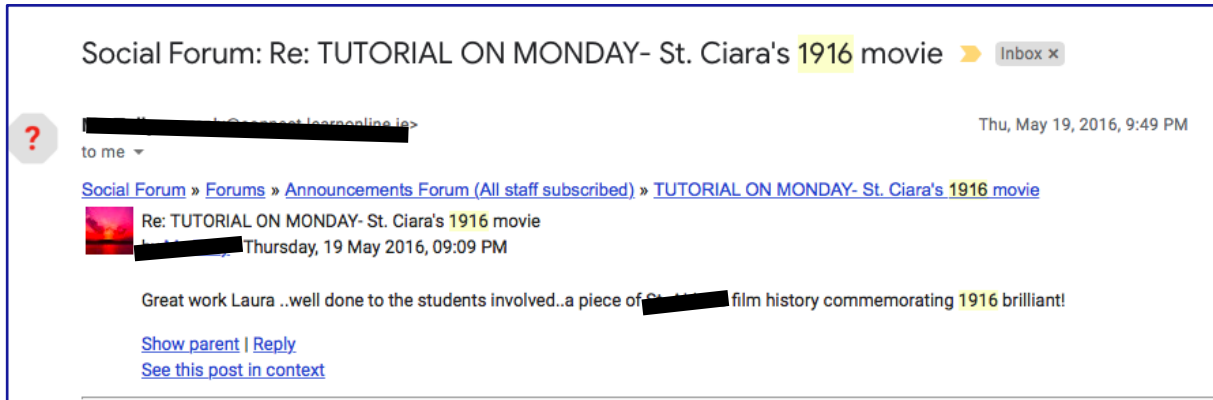 Social Forum: Re: TUTORIAL ON MONDAY- St. Ciara's 1916 movie Inbox ×
Thu, May 19, 2016, 9:49 PM
?
to me
Social Forum » Forums » Announcements Forum (All staff subscribed) » TUTORIAL ON MONDAY- St. Ciara's 1916 movie
Re: TUTORIAL ON MONDAY- St. Ciara's 1916 movie
Thursday, 19 May 2016, 09:09 PM
Great work Laura ..well done to the students involved..a piece of film history commemorating 1916 brilliant!
Show parent | Reply
See this post in context